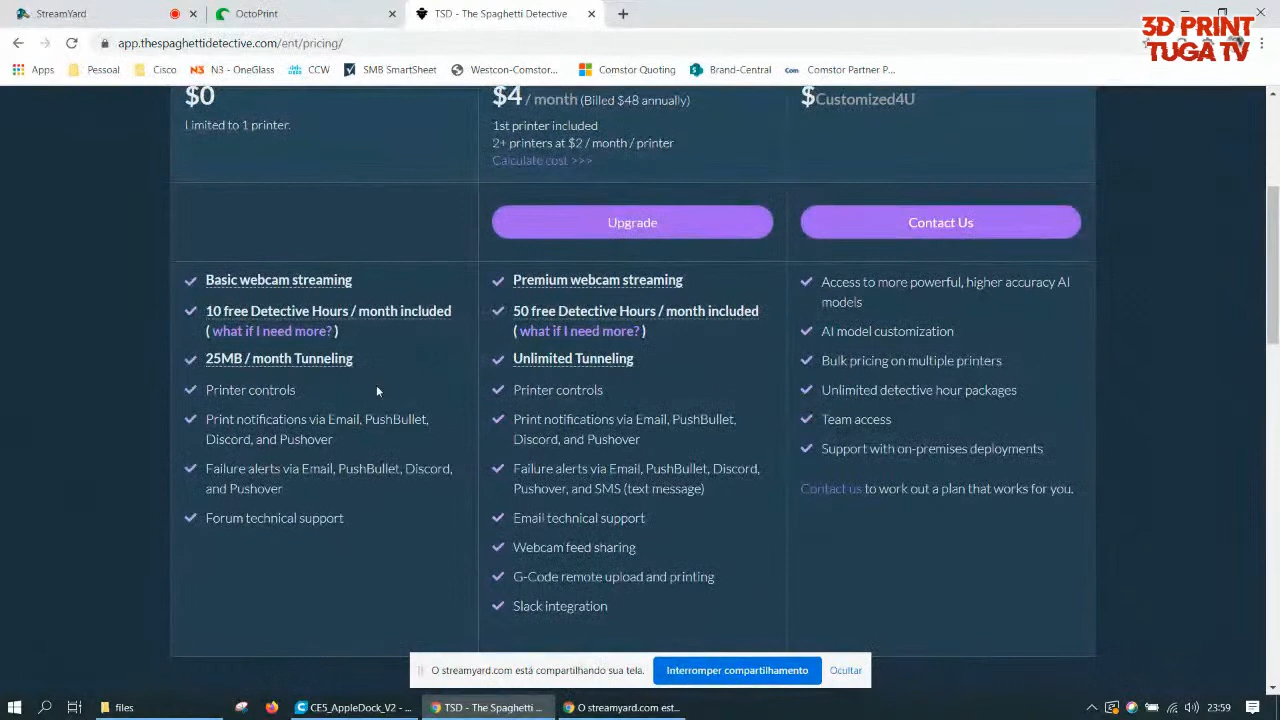 StreamYard
OctoPrint
TSD - The Spaghetti Detective
app.thespaghettidetective.com/ent/pricing/
3D PRINT
TUGA TV
Apps
Pessoal
Cisco
N3 - OneGlass
CCW
SMB SmartSheet
Westcon-Comstor...
Comstor Quoting
Brand-Central
Com
Comstor Partner P...
$0
Limited to 1 printer.
$4 / month (Billed $48 annually)
1st printer included
2+ printers at $2 / month / printer
Calculate cost >>>
$Customized4U
Upgrade
Contact Us
Basic webcam streaming
10 free Detective Hours / month included
( what if I need more? )
25MB / month Tunneling
Printer controls
Print notifications via Email, PushBullet,
Discord, and Pushover
Failure alerts via Email, PushBullet, Discord,
and Pushover
Forum technical support
Premium webcam streaming
50 free Detective Hours / month included
( what if I need more? )
Unlimited Tunneling
Printer controls
Print notifications via Email, PushBullet,
Discord, and Pushover
Failure alerts via Email, PushBullet, Discord,
Pushover, and SMS (text message)
Email technical support
Webcam feed sharing
G-Code remote upload and printing
Slack integration
Access to more powerful, higher accuracy AI
models
AI model customization
Bulk pricing on multiple printers
Unlimited detective hour packages
Team access
Support with on-premises deployments
Contact us to work out a plan that works for you.
O streamyard.com está compartilhando sua tela.
Interromper compartilhamento
Ocultar
files
CE5_AppleDock_V2 - ...
TSD - The Spaghetti ...
O streamyard.com est...
23:59